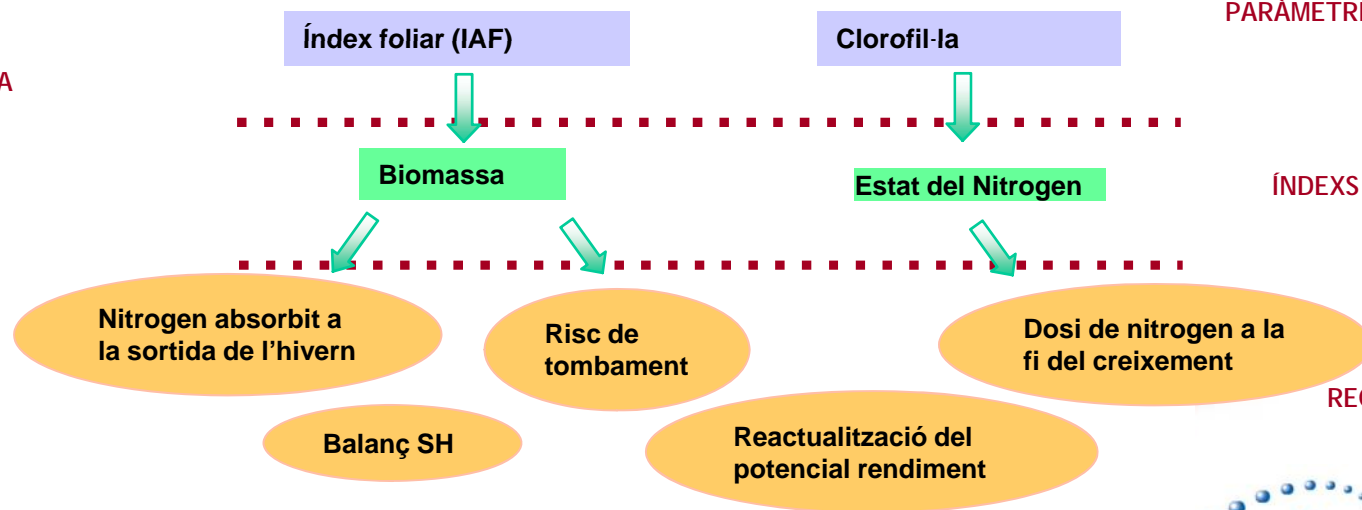 PARÀMETR
Índex foliar (IAF)
Clorofil·la
A
Biomassa
Estat del Nitrogen
ÍNDEXS
Nitrogen absorbit a
la sortida de l’hivern
Risc de
tombament
Dosi de nitrogen a la
fi del creixement
REC
Balanç SH
Reactualització del
potencial rendiment